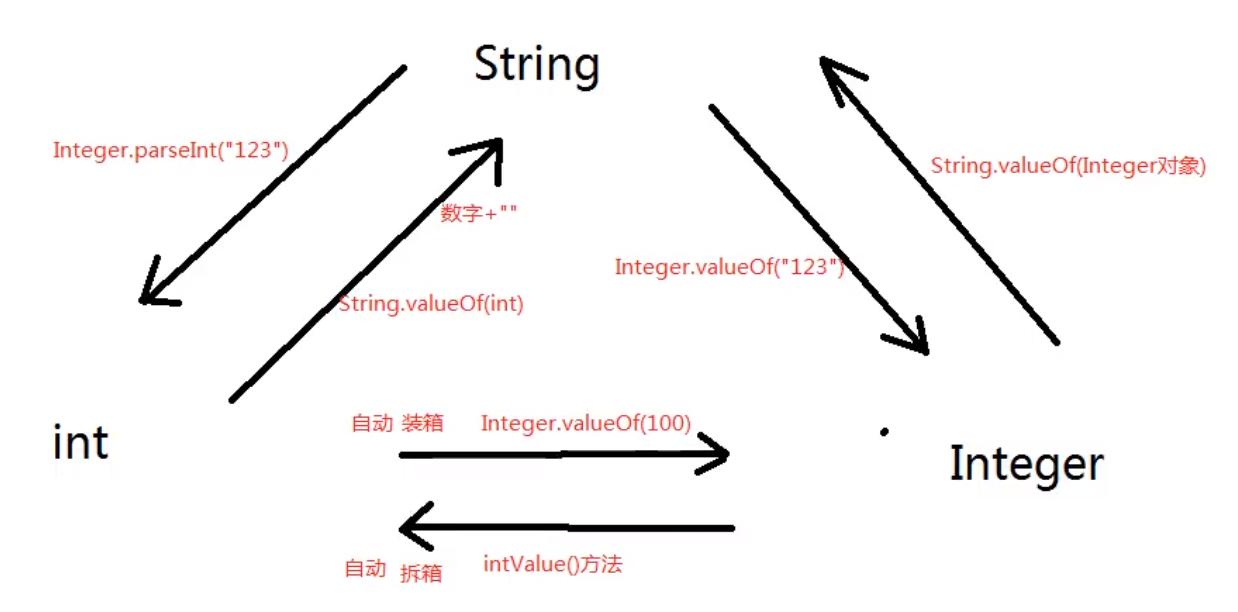 String
Integer.parseInt("123")
String.valueOf(Integer对象)
数字+""
Integer.valueOf("123")
String.valueOf(int)
自动 装箱 Integer.valueOf(100)
int
Integer
自动 拆箱 intValue()方法